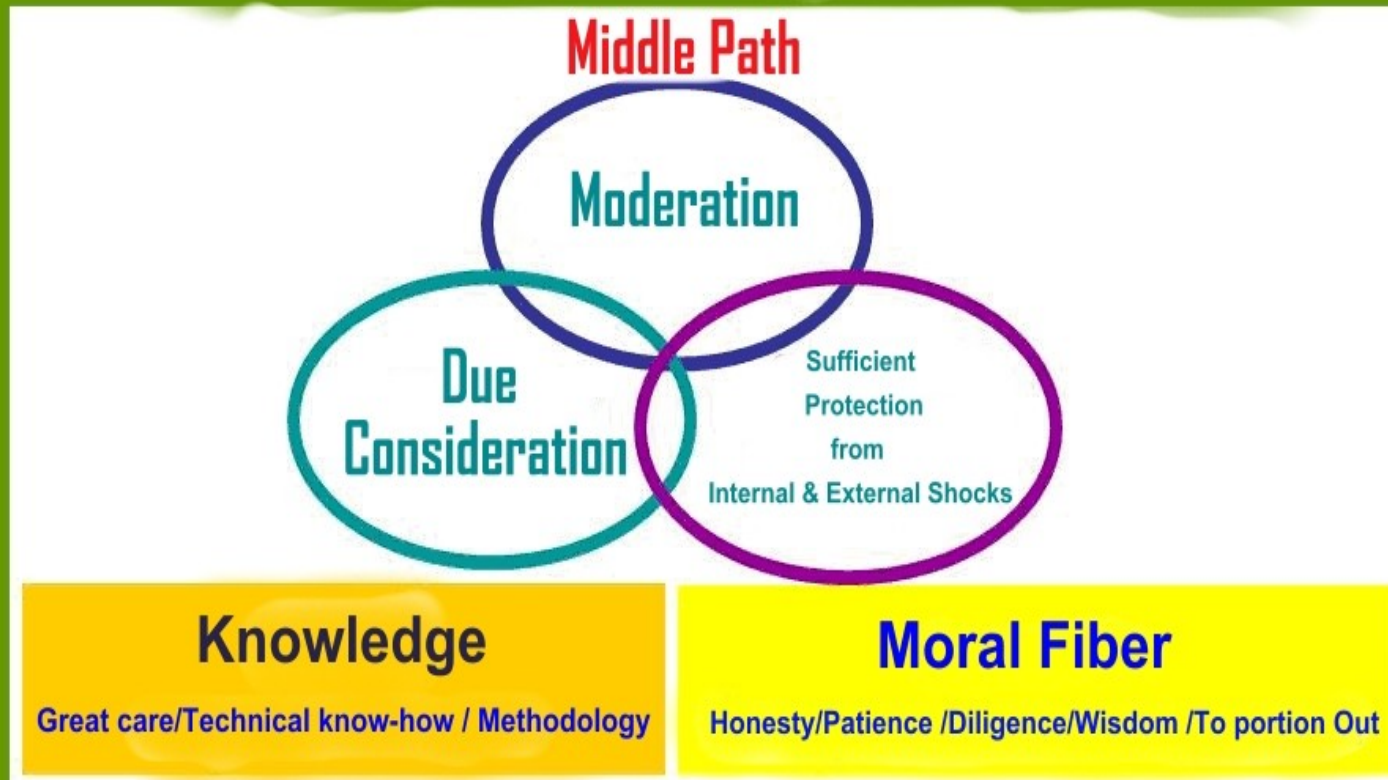 Middle Path
Moderation
Due
Consideration
Sufficient
Protection
from
Internal & External Shocks
Knowledge
Great care/Technical know-how / Methodology
Moral Fiber
Honesty/Patience /Diligence/Wisdom /To portion Out